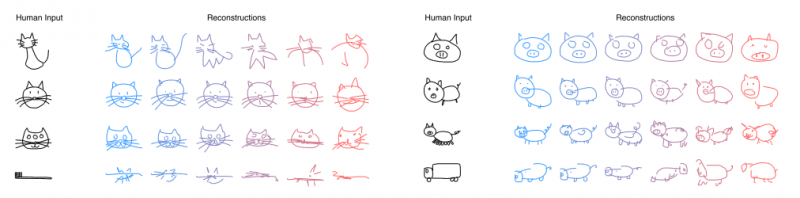 Human Input
Reconstructions
Human Input
Reconstructions